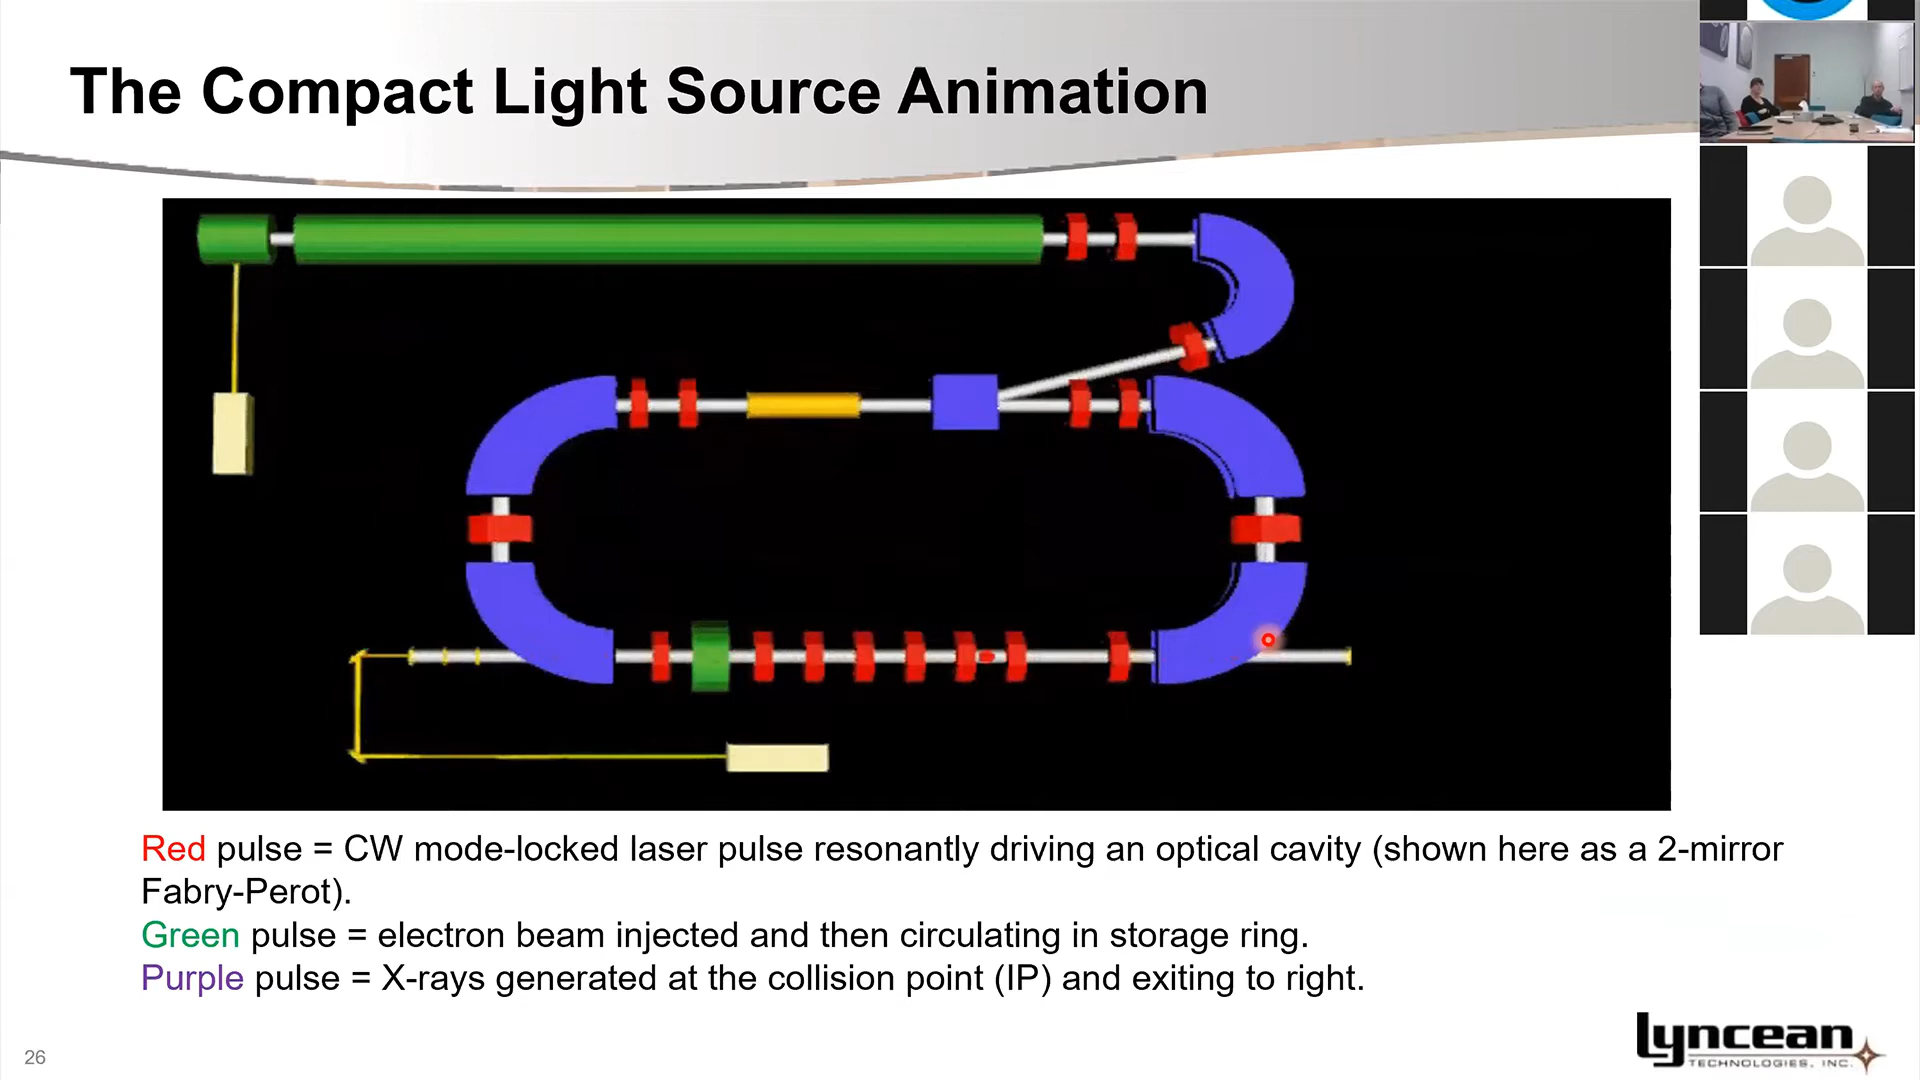 The Compact Light Source Animation
Red pulse = CW mode-locked laser pulse resonantly driving an optical cavity (shown here as a 2-mirror
Fabry-Perot).
Green pulse = electron beam injected and then circulating in storage ring.
Purple pulse = X-rays generated at the collision point (IP) and exiting to right.
26
lyncean
TECHNOLOGIES, INC.